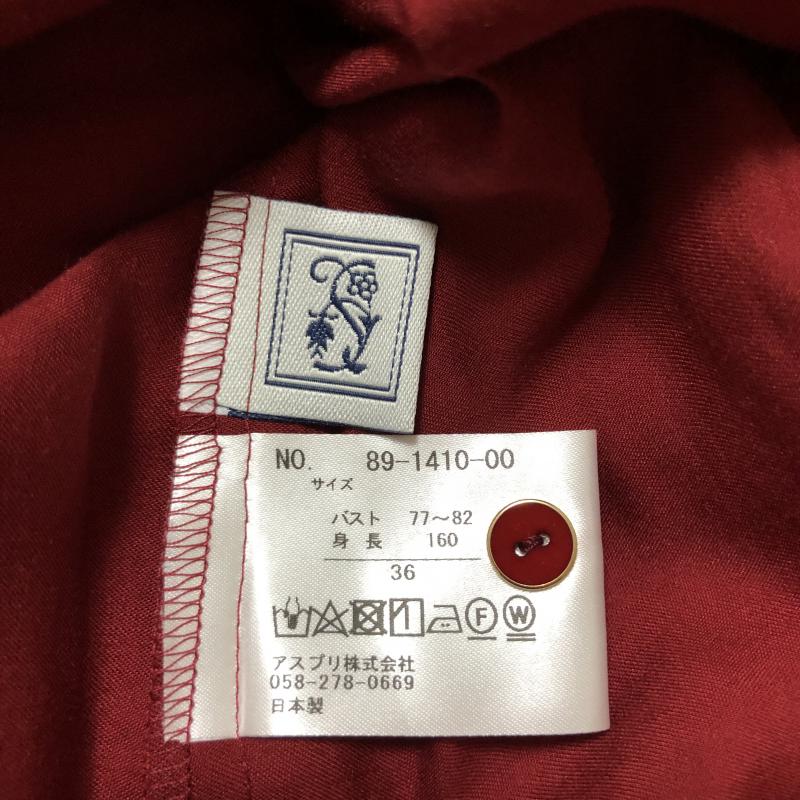 NO. 89-1410-00
サイズ
バスト 77～82
身長 160
36
F W
アスプリ株式会社
058-278-0669
日本製